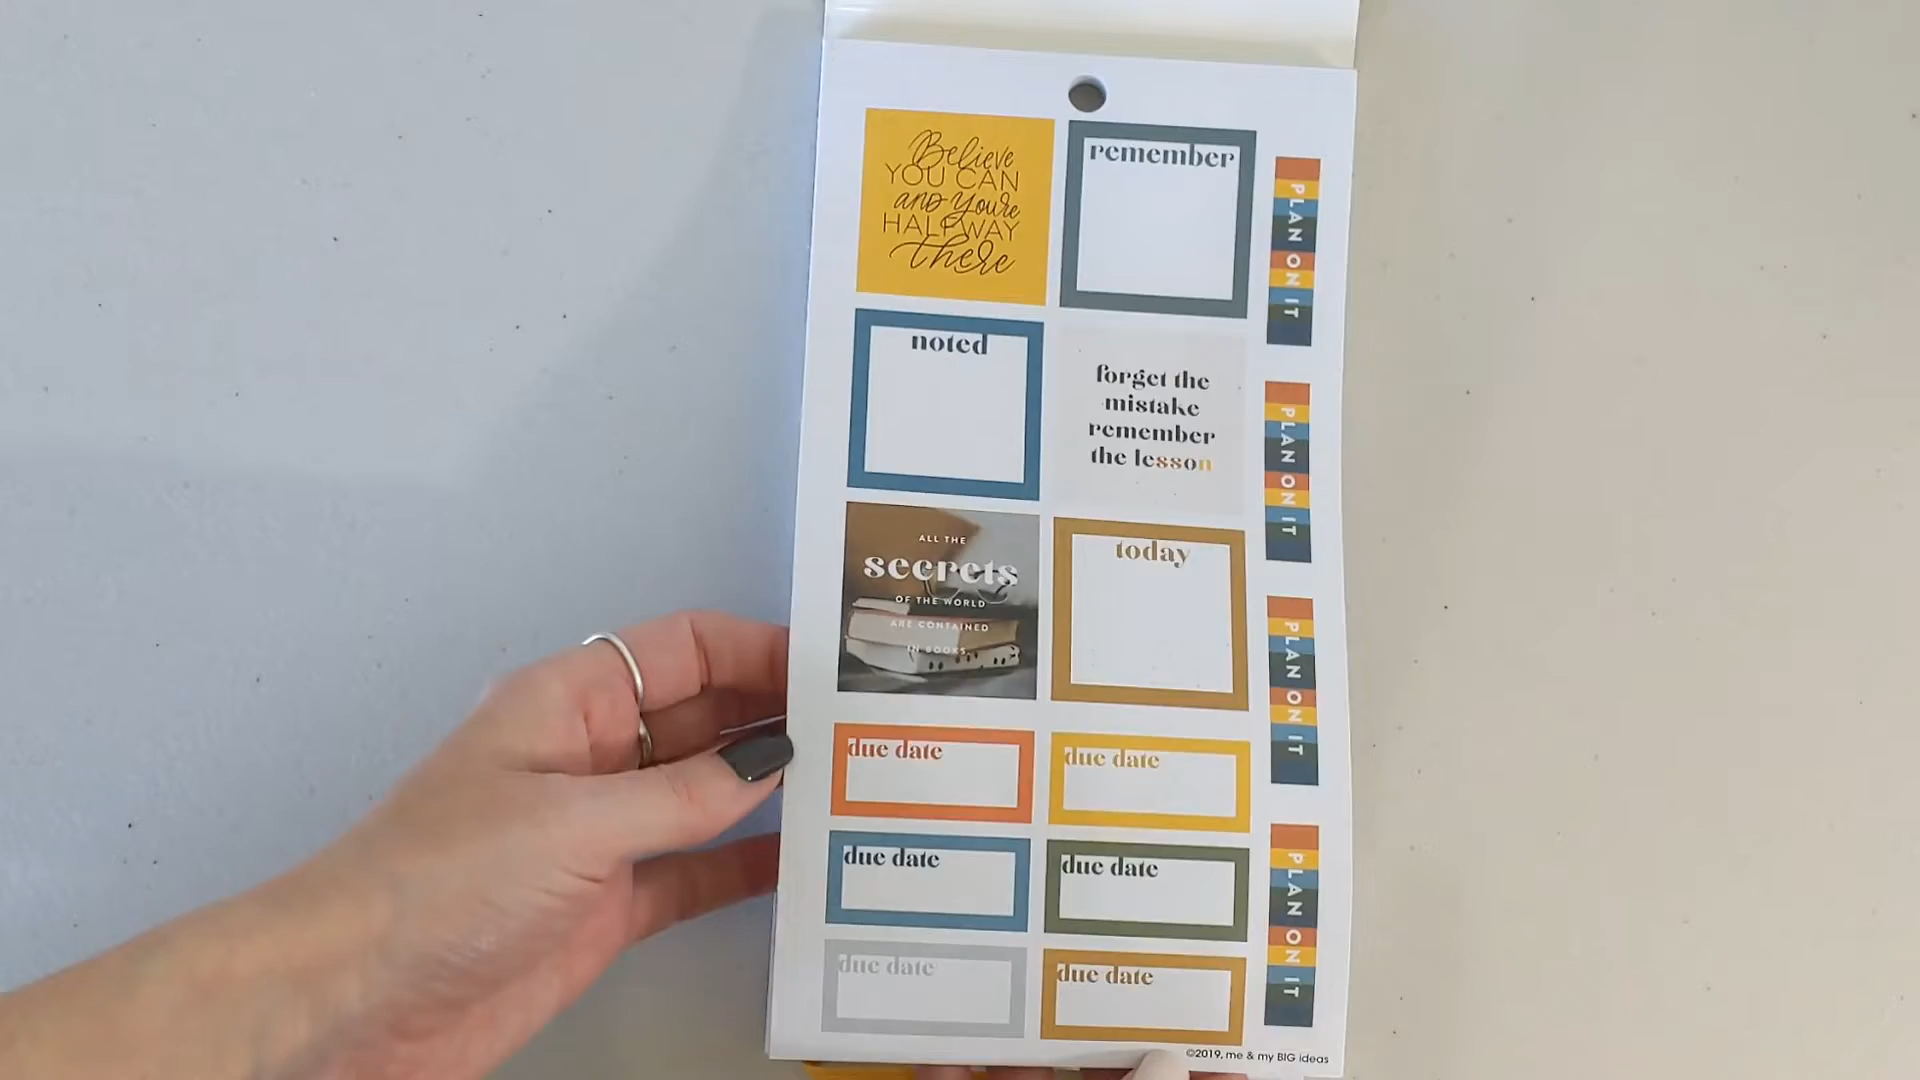 Believe
YOU CAN
and you're
HALFWAY
there
remember
noted
forget the
mistake
remember
the lesson
ALL THE
secrets
OF THE WORLD
ARE CONTAINED
IN BOOKS
today
due date
due date
due date
due date
due date
due date
PLAN ON IT
PLAN ON IT
PLAN ON IT
PLAN ON IT
©2019, me & my BIG ideas